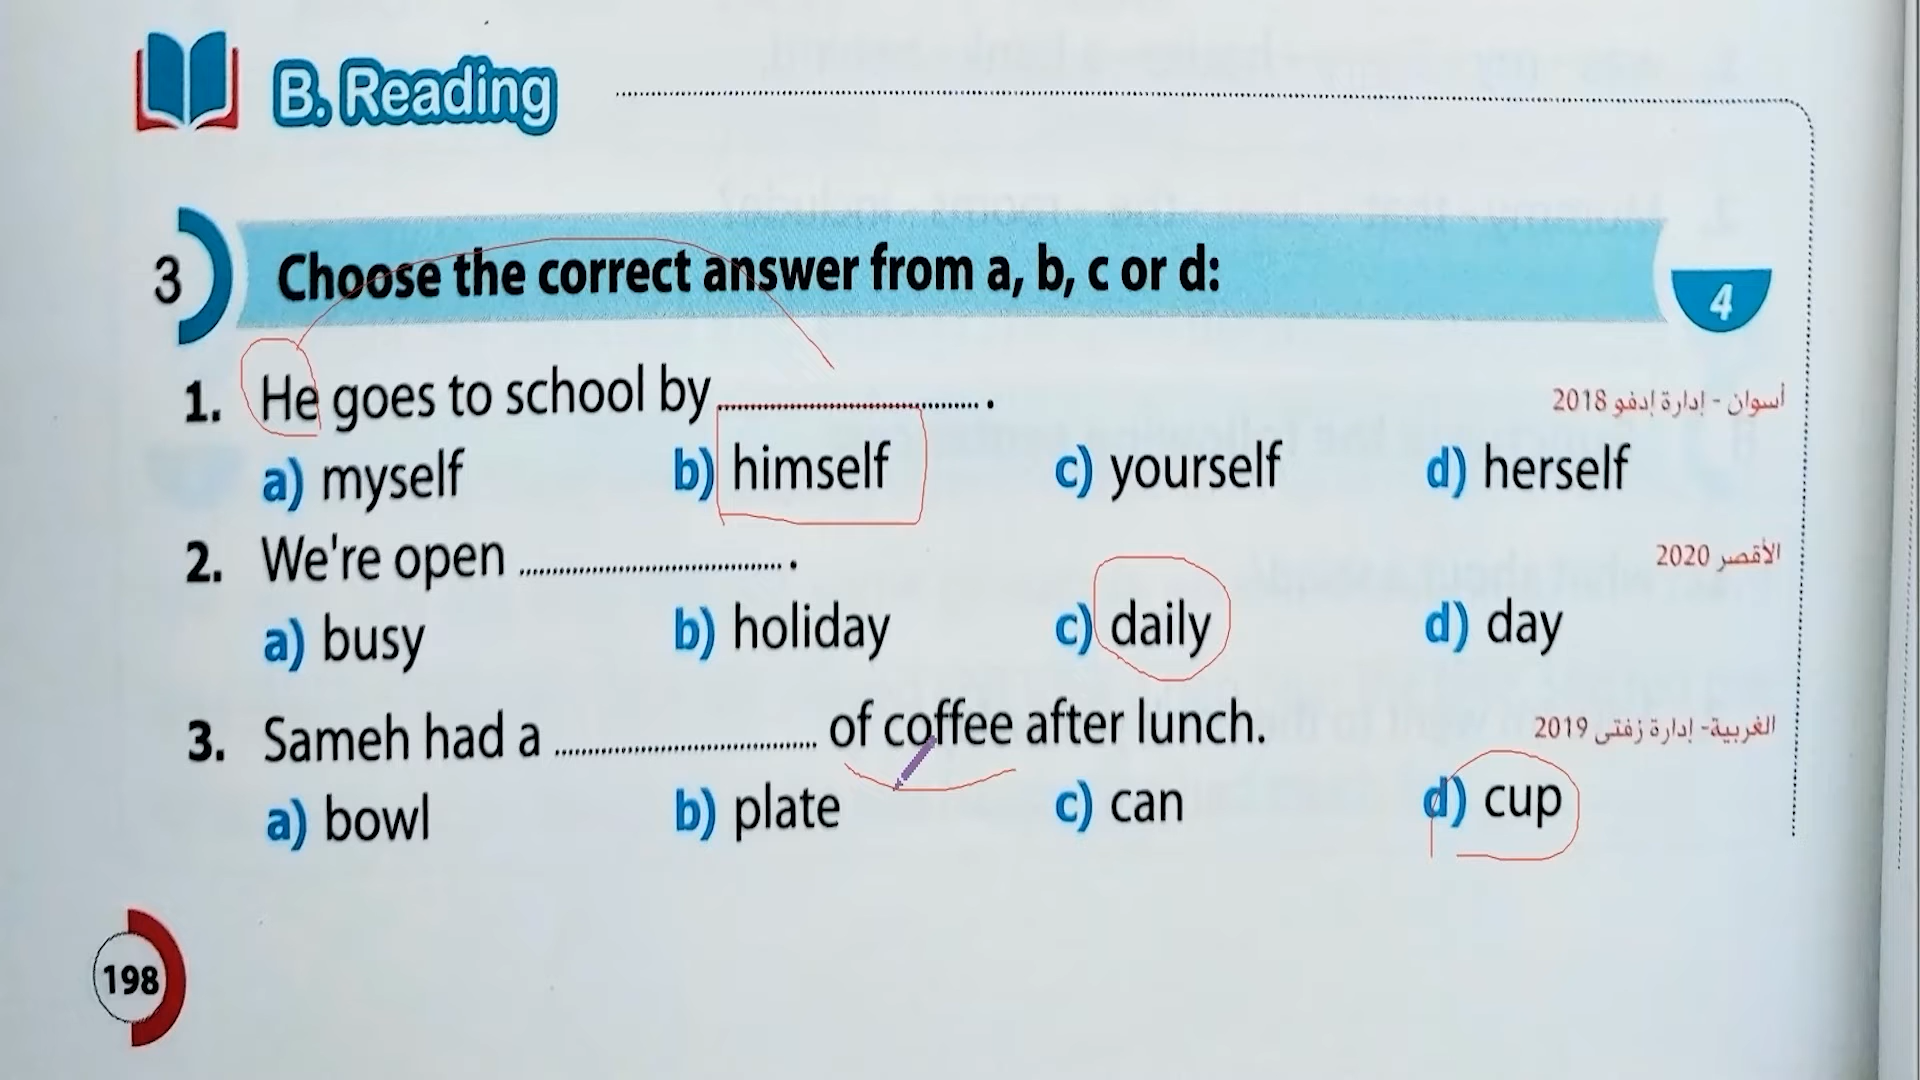 B. Reading
3 Choose the correct answer from a, b, c or d: 4
1. He goes to school by .............................. . أسوان - إدارة إدفو 2018
a) myself b) himself c) yourself d) herself
2. We're open .............................. . الأقصر 2020
a) busy b) holiday c) daily d) day
3. Sameh had a .............................. of coffee after lunch. الغربية- إدارة زفتى 2019
a) bowl b) plate c) can d) cup
198